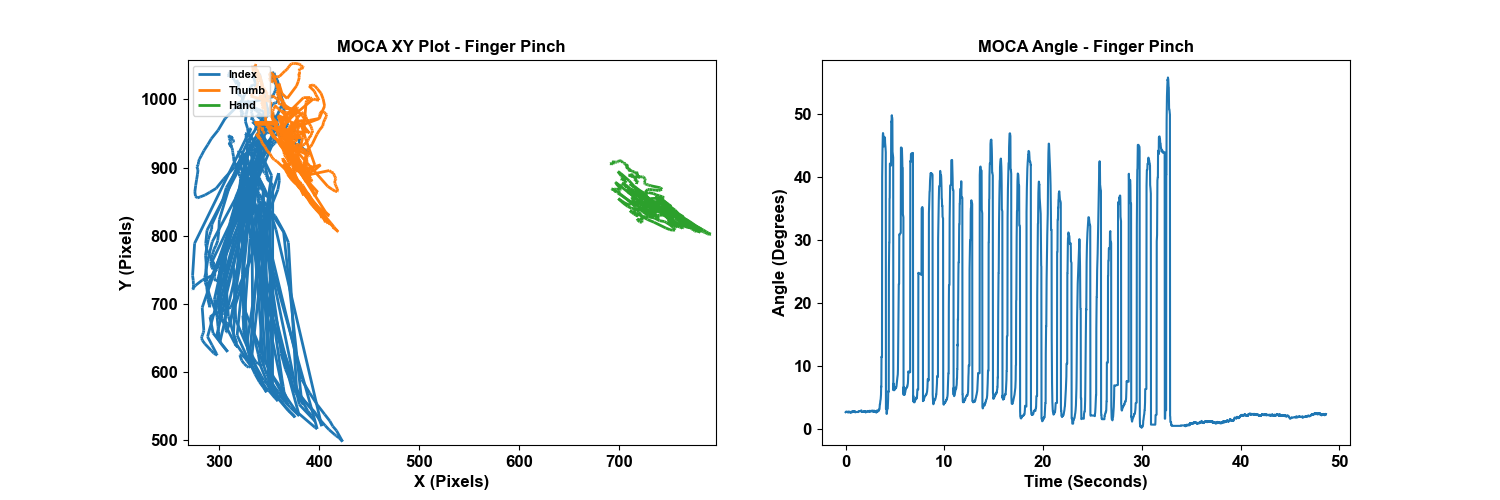 MOCA XY Plot - Finger Pinch
Index
Thumb
Hand
1000
900
800
700
600
500
Y (Pixels)
300 400 500 600 700
X (Pixels)
MOCA Angle - Finger Pinch
50
40
30
20
10
0
Angle (Degrees)
0 10 20 30 40 50
Time (Seconds)